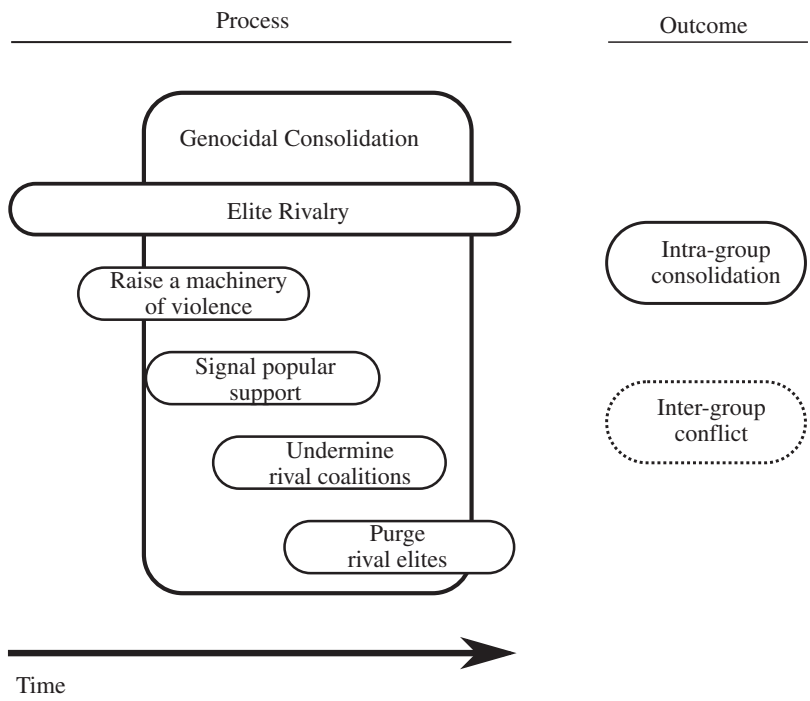 Process
Outcome
Genocidal Consolidation
Elite Rivalry
Raise a machinery
of violence
Signal popular
support
Undermine
rival coalitions
Purge
rival elites
Intra-group
consolidation
Inter-group
conflict
Time